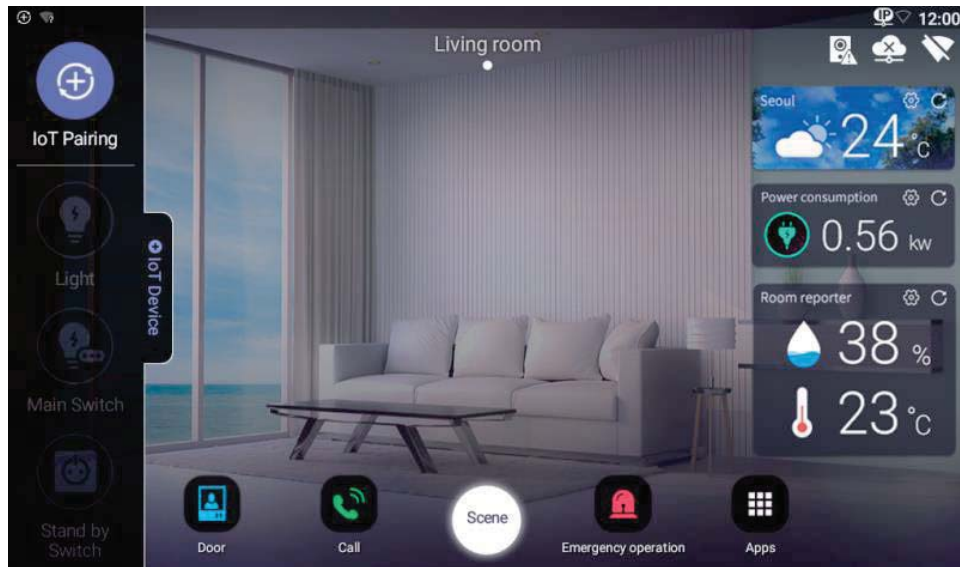 IP
12:00
Living room
IoT Pairing
Light
Main Switch
Stand by
Switch
IoT Device
Seoul
24 °C
Power consumption
0.56 kw
Room reporter
38 %
23 °C
Door
Call
Scene
Emergency operation
Apps